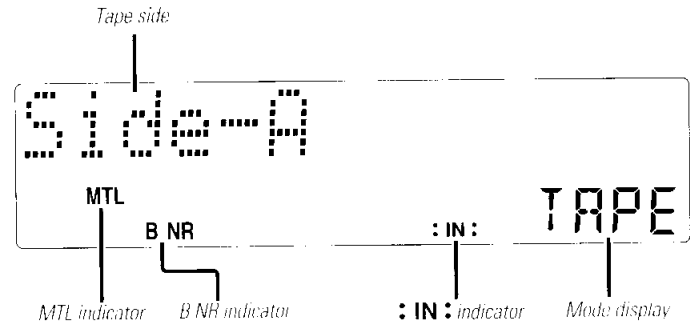 Tape side
Side-A
MTL
TAPE
B NR
: IN :
MTL indicator B NR indicator : IN : indicator Mode display